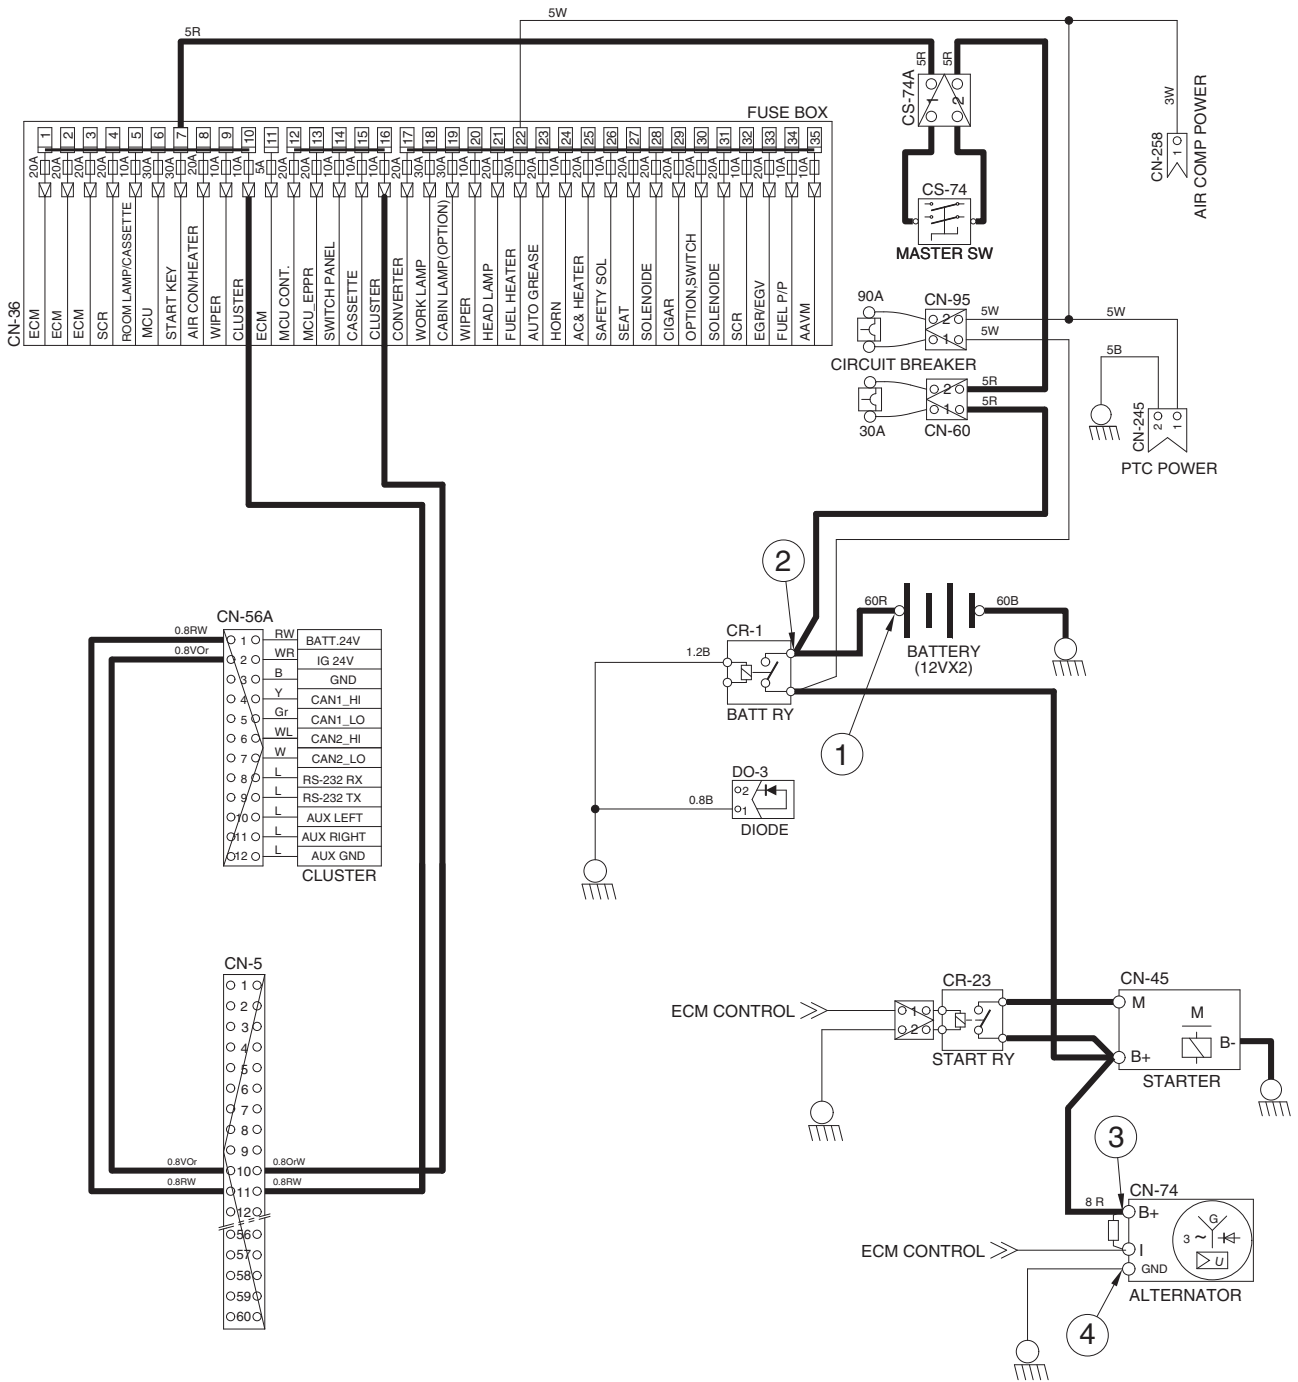 5W
5R
5R
5R
CS-74A
1
2
3W
CN-258
1
AIR COMP POWER
FUSE BOX
1 2 3 4 5 6 7 8 9 10 11 12 13 14 15 16 17 18 19 20 21 22 23 24 25 26 27 28 29 30 31 32 33 34 35
20A 20A 20A 20A 10A 30A 30A 20A 10A 10A 5A 20A 10A 10A 10A 10A 20A 30A 30A 10A 20A 20A 20A 10A 10A 10A 20A 20A 20A 10A 20A 10A 20A 10A 10A
CN-36
ECM
ECM
ECM
SCR
ROOM LAMP/CASSETTE
MCU
START KEY
AIR CON/HEATER
WIPER
CLUSTER
ECM
MCU CONT.
MCU_EPPR
SWITCH PANEL
CASSETTE
CLUSTER
CONVERTER
WORK LAMP
CABIN LAMP(OPTION)
WIPER
HEAD LAMP
FUEL HEATER
AUTO GREASE
HORN
AC& HEATER
SAFETY SOL
SEAT
SOLENOIDE
CIGAR
OPTION,SWITCH
SOLENOIDE
SCR
EGR/EGV
FUEL P/P
AAVM
CS-74
MASTER SW
90A
CN-95
2
1
5W
5W
5W
CIRCUIT BREAKER
2
1
5R
5R
30A
CN-60
5B
CN-245
2
1
PTC POWER
2
60R
60B
BATTERY
(12VX2)
CR-1
1.2B
BATT RY
1
DO-3
2
1
0.8B
DIODE
CN-56A
0.8RW
0.8VOr
1 RW BATT.24V
2 WR IG 24V
3 B GND
4 Y CAN1_HI
5 Gr CAN1_LO
6 WL CAN2_HI
7 W CAN2_LO
8 L RS-232 RX
9 L RS-232 TX
10 L AUX LEFT
11 L AUX RIGHT
12 L AUX GND
CLUSTER
CN-5
1
2
3
4
5
6
7
8
9
0.8VOr 10 0.8OrW
0.8RW 11 0.8RW
12
56
57
58
59
60
CR-23
ECM CONTROL
1
2
START RY
CN-45
M
M
B+
B-
STARTER
3
CN-74
8 R
B+
G
3 ~
U
ECM CONTROL
I
GND
ALTERNATOR
4